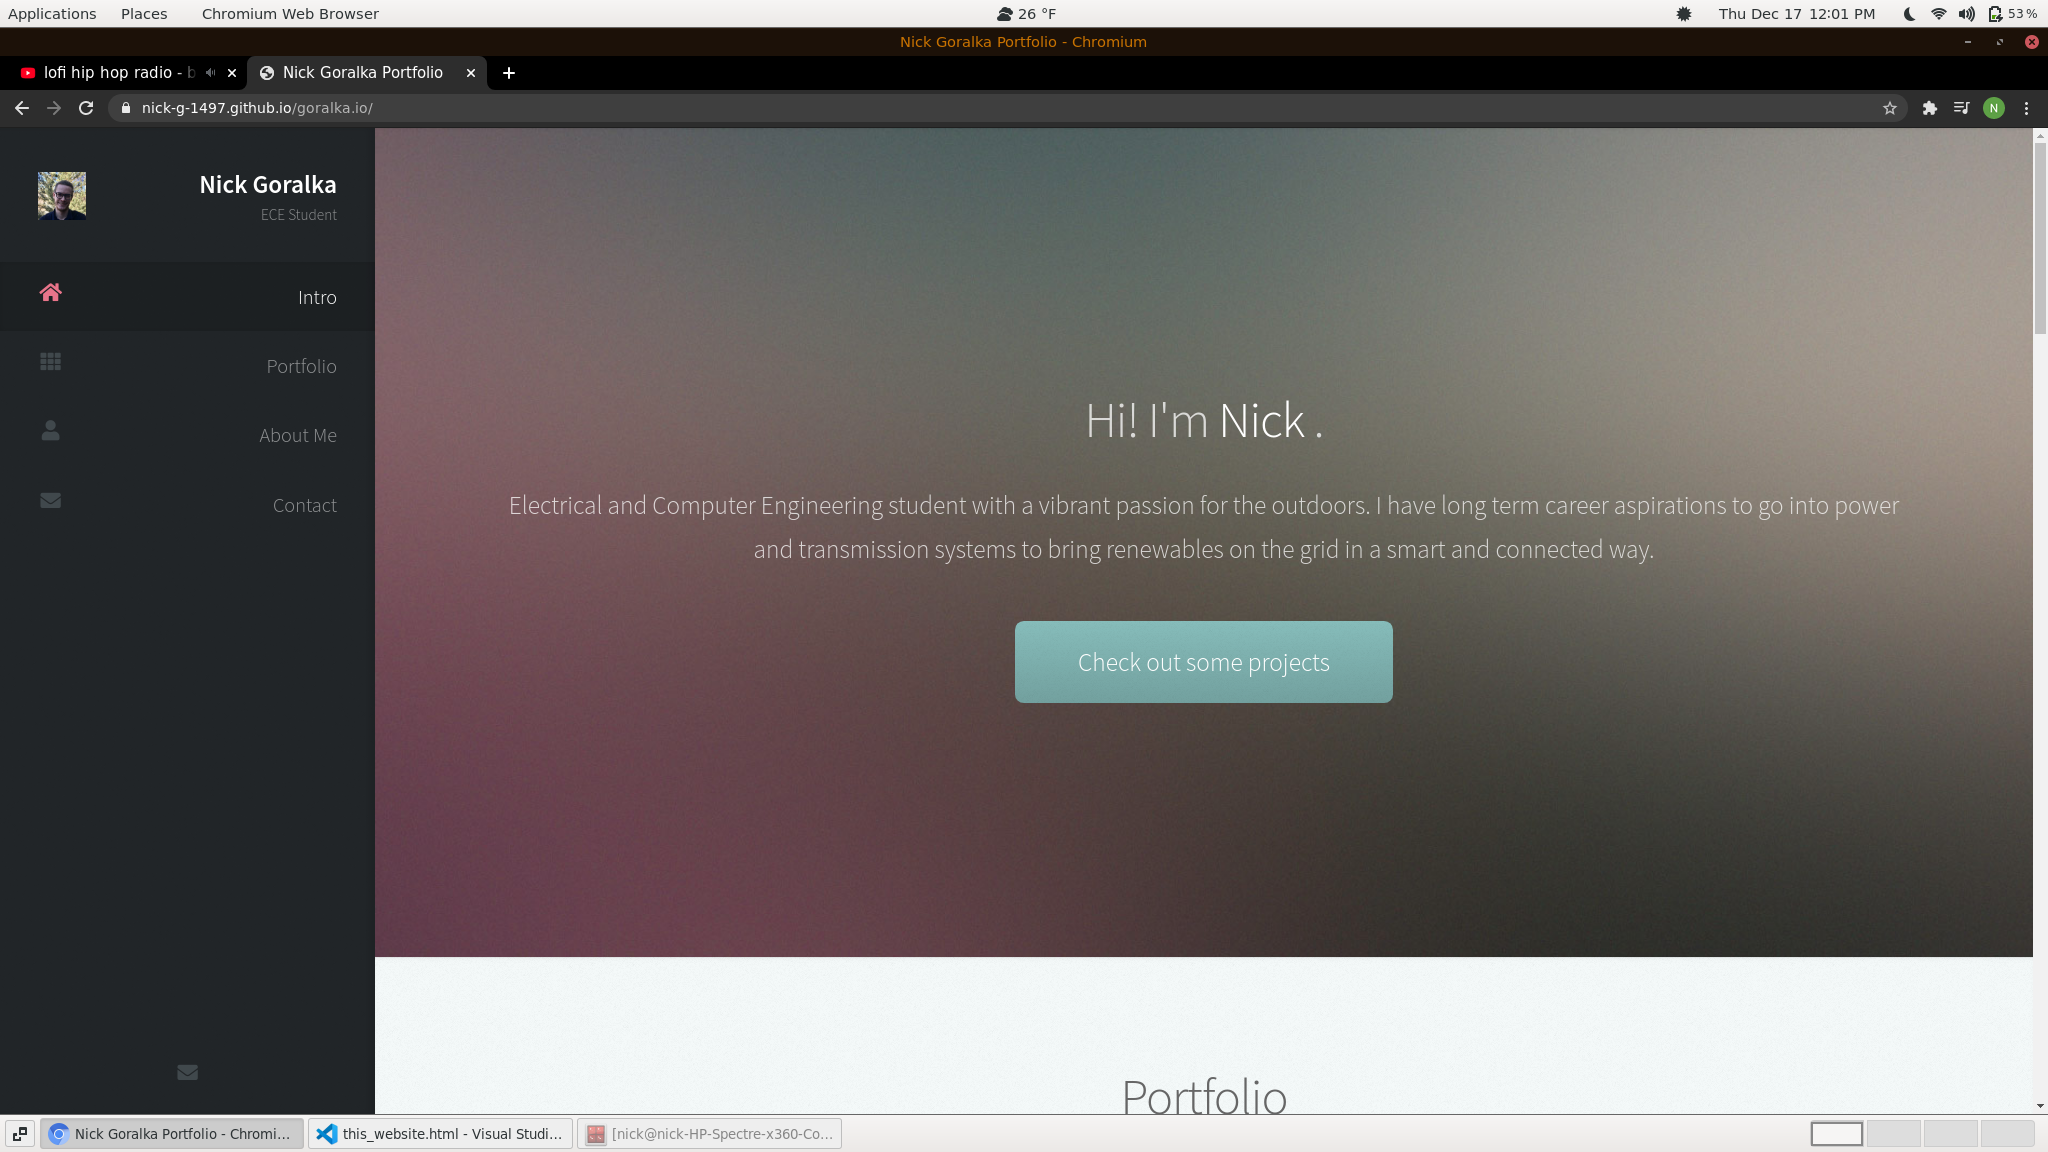 Applications Places Chromium Web Browser 26 °F Thu Dec 17 12:01 PM 53%
Nick Goralka Portfolio - Chromium
lofi hip hop radio - Nick Goralka Portfolio
nick-g-1497.github.io/goralka.io/ N
Nick Goralka
ECE Student
Intro
Portfolio
About Me
Contact
Hi! I'm Nick .
Electrical and Computer Engineering student with a vibrant passion for the outdoors. I have long term career aspirations to go into power
and transmission systems to bring renewables on the grid in a smart and connected way.
Check out some projects
Portfolio
Nick Goralka Portfolio - Chromi... this_website.html - Visual Studi... [nick@nick-HP-Spectre-x360-Co...